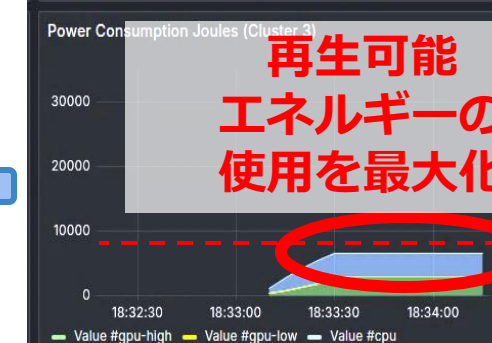 Power Consumption Joules (Cluster 3)
再生可能
エネルギーの
使用を最大化
30000
20000
10000
0
18:32:30 18:33:00 18:33:30 18:34:00
Value #gpu-high Value #gpu-low Value #cpu